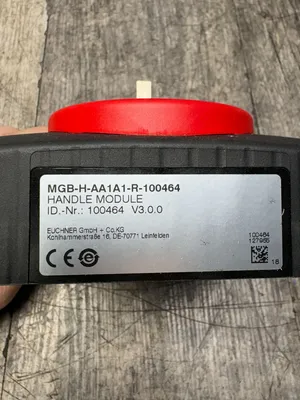 MGB-H-AA1A1-R-100464
HANDLE MODULE
ID.-Nr.: 100464 V3.0.0
EUCHNER GmbH + Co.KG
Kohlhammerstraße 16, DE-70771 Leinfelden
CE
100464
127985
16